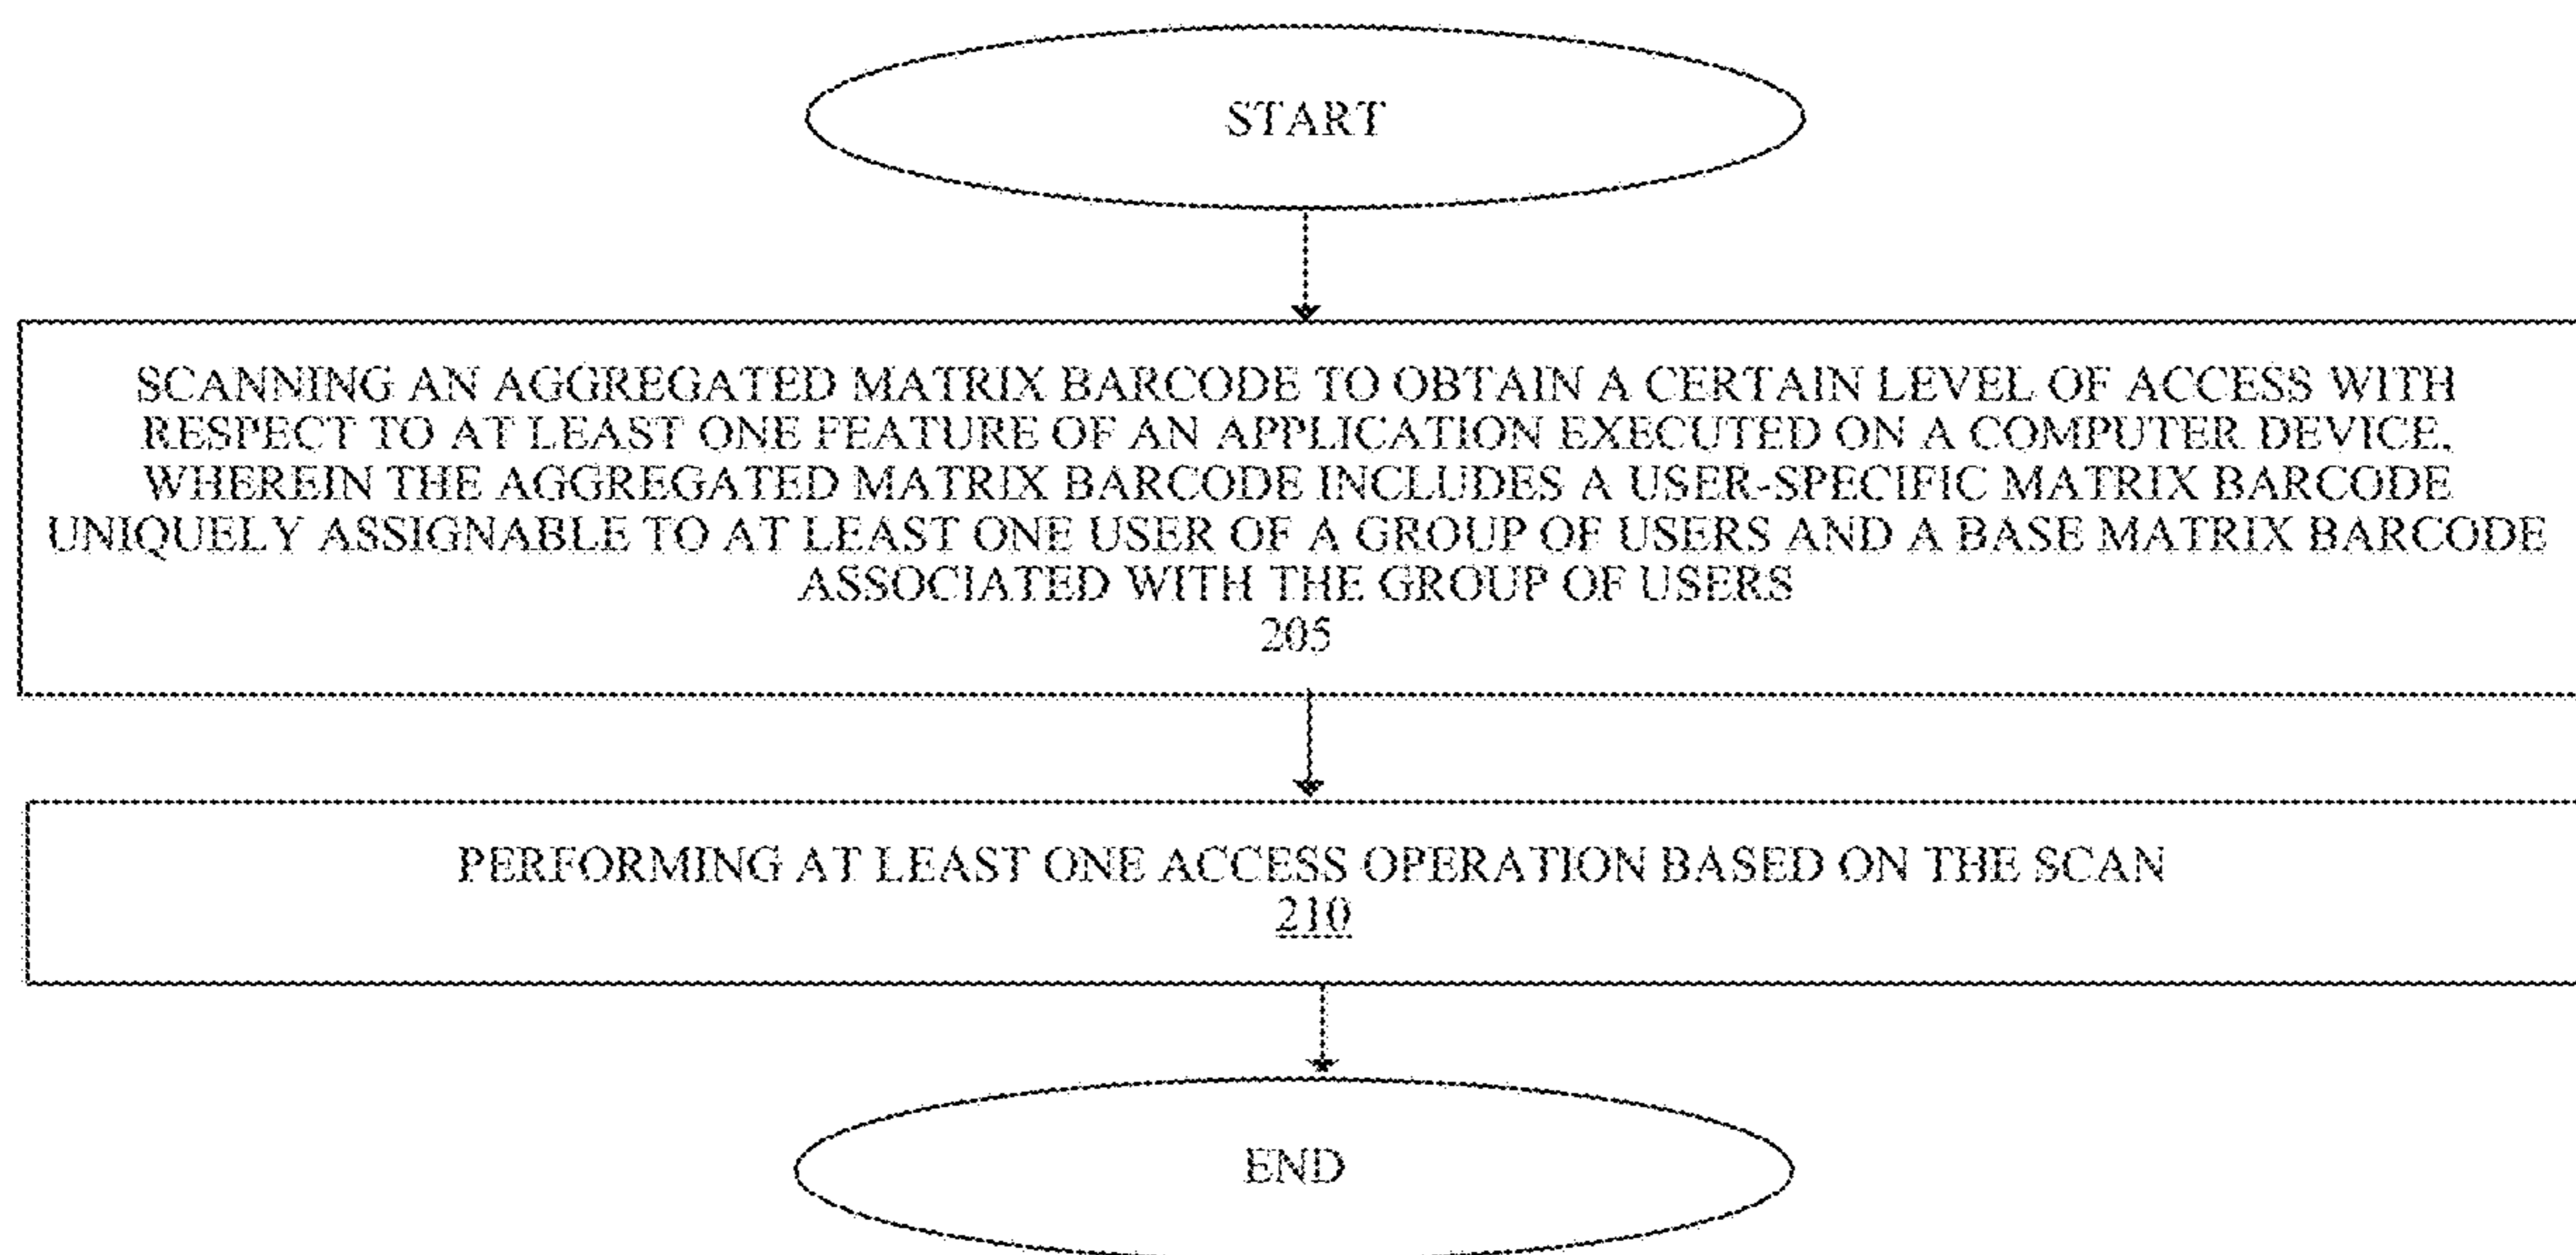 START
SCANNING AN AGGREGATED MATRIX BARCODE TO OBTAIN A CERTAIN LEVEL OF ACCESS WITH
RESPECT TO AT LEAST ONE FEATURE OF AN APPLICATION EXECUTED ON A COMPUTER DEVICE,
WHEREIN THE AGGREGATED MATRIX BARCODE INCLUDES A USER-SPECIFIC MATRIX BARCODE
UNIQUELY ASSIGNABLE TO AT LEAST ONE USER OF A GROUP OF USERS AND A BASE MATRIX BARCODE
ASSOCIATED WITH THE GROUP OF USERS
205
PERFORMING AT LEAST ONE ACCESS OPERATION BASED ON THE SCAN
210
END